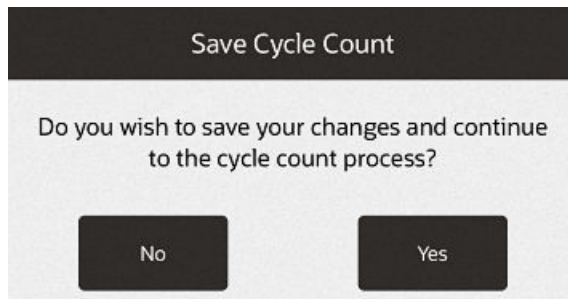 Save Cycle Count
Do you wish to save your changes and continue
to the cycle count process?
No
Yes